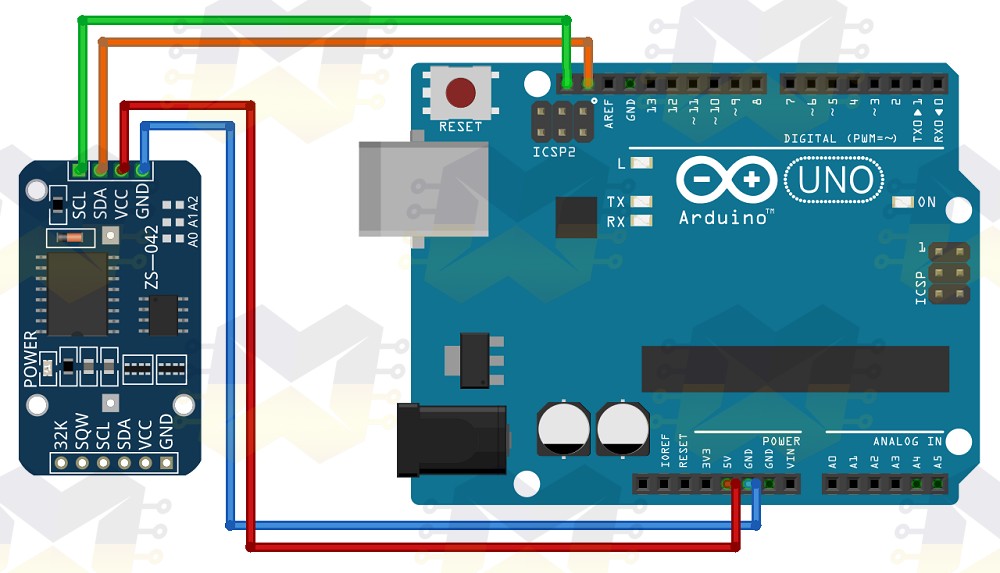 SCL
SDA
VCC
GND
A0 A1 A2
ZS-042
POWER
32K
SQW
SCL
SDA
VCC
GND
RESET
ICSP2
AREF
GND
13
12
~11
~10
~9
8
7
~6
~5
4
~3
2
TX0▶1
RX0◀0
DIGITAL (PWM=~)
L
TX
RX
UNO
Arduino™
ON
1
ICSP
IOREF
RESET
3V3
5V
GND
GND
VIN
POWER
ANALOG IN
A0
A1
A2
A3
A4
A5